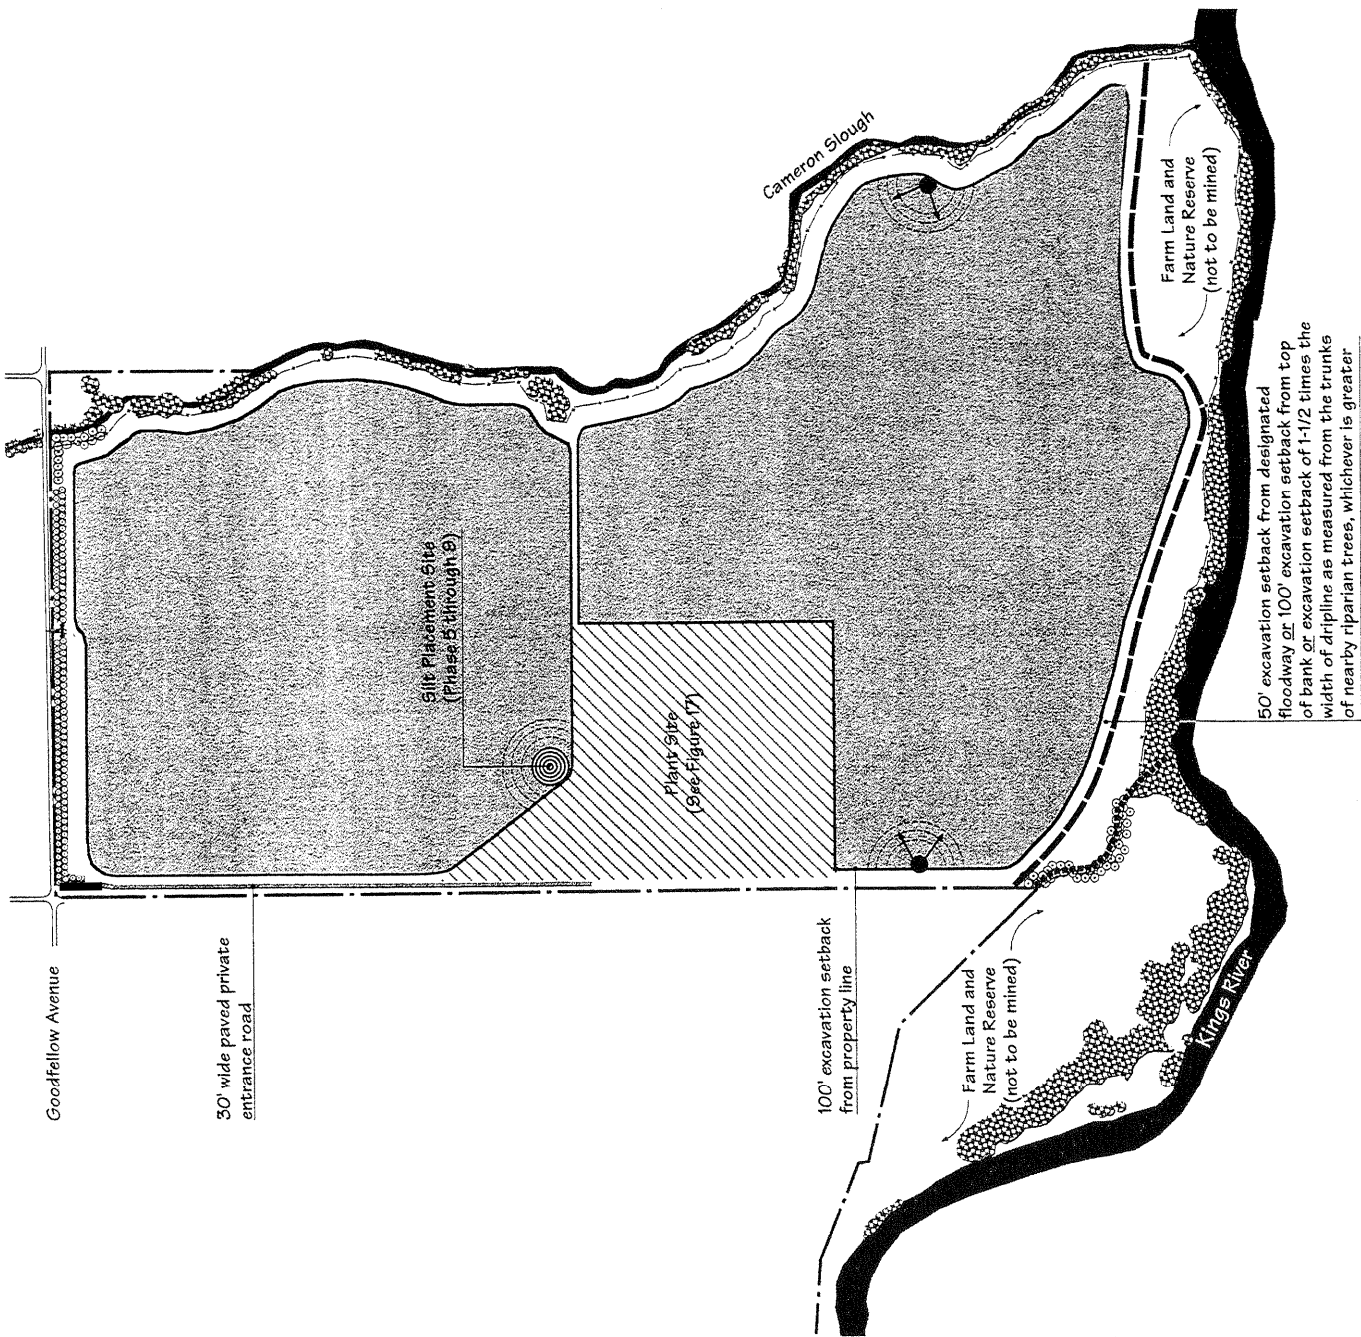 Goodfellow Avenue
30' wide paved private
entrance road
Silt Placement Site
(Phase 5 through 9)
Plant Site
(See Figure 17)
Cameron Slough
100' excavation setback
from property line
Farm Land and
Nature Reserve
(not to be mined)
Farm Land and
Nature Reserve
(not to be mined)
Kings River
50' excavation setback from designated
floodway or 100' excavation setback from top
of bank or excavation setback of 1-1/2 times the
width of dripline as measured from the trunks
of nearby riparian trees, whichever is greater